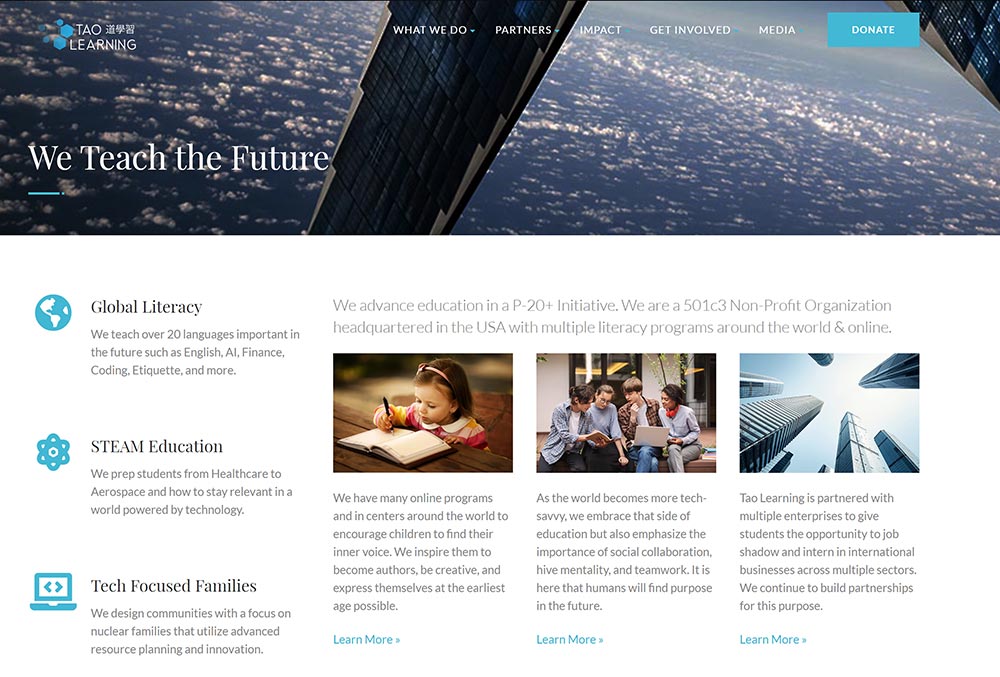 TAO 道學習
LEARNING
WHAT WE DO
PARTNERS
IMPACT
GET INVOLVED
MEDIA
DONATE
We Teach the Future
Global Literacy
We teach over 20 languages important in
the future such as English, AI, Finance,
Coding, Etiquette, and more.
STEAM Education
We prep students from Healthcare to
Aerospace and how to stay relevant in a
world powered by technology.
Tech Focused Families
We design communities with a focus on
nuclear families that utilize advanced
resource planning and innovation.
We advance education in a P-20+ Initiative. We are a 501c3 Non-Profit Organization
headquartered in the USA with multiple literacy programs around the world & online.
We have many online programs
and in centers around the world to
encourage children to find their
inner voice. We inspire them to
become authors, be creative, and
express themselves at the earliest
age possible.
Learn More »
As the world becomes more tech-
savvy, we embrace that side of
education but also emphasize the
importance of social collaboration,
hive mentality, and teamwork. It is
here that humans will find purpose
in the future.
Learn More »
Tao Learning is partnered with
multiple enterprises to give
students the opportunity to job
shadow and intern in international
businesses across multiple sectors.
We continue to build partnerships
for this purpose.
Learn More »